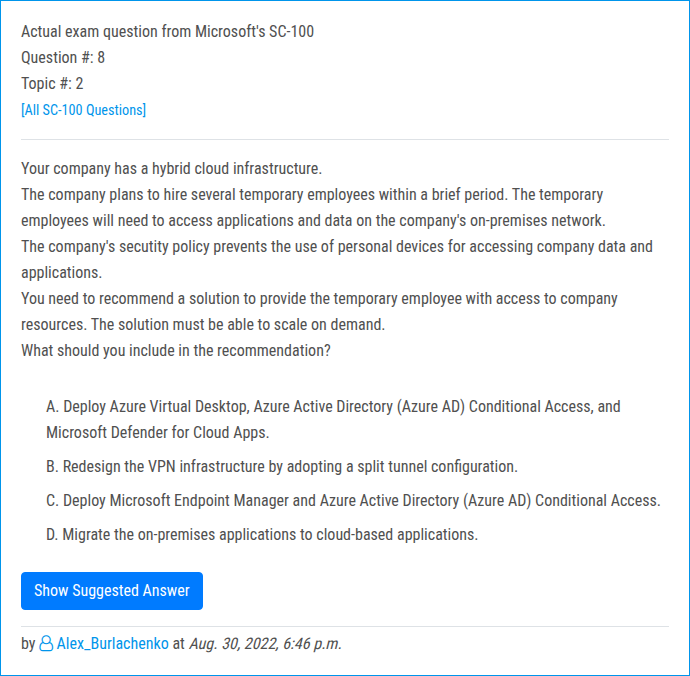 Actual exam question from Microsoft's SC-100
Question #: 8
Topic #: 2
[All SC-100 Questions]
Your company has a hybrid cloud infrastructure.
The company plans to hire several temporary employees within a brief period. The temporary
employees will need to access applications and data on the company's on-premises network.
The company's secutity policy prevents the use of personal devices for accessing company data and
applications.
You need to recommend a solution to provide the temporary employee with access to company
resources. The solution must be able to scale on demand.
What should you include in the recommendation?
A. Deploy Azure Virtual Desktop, Azure Active Directory (Azure AD) Conditional Access, and
Microsoft Defender for Cloud Apps.
B. Redesign the VPN infrastructure by adopting a split tunnel configuration.
C. Deploy Microsoft Endpoint Manager and Azure Active Directory (Azure AD) Conditional Access.
D. Migrate the on-premises applications to cloud-based applications.
Show Suggested Answer
by Alex_Burlachenko at Aug. 30, 2022, 6:46 p.m.